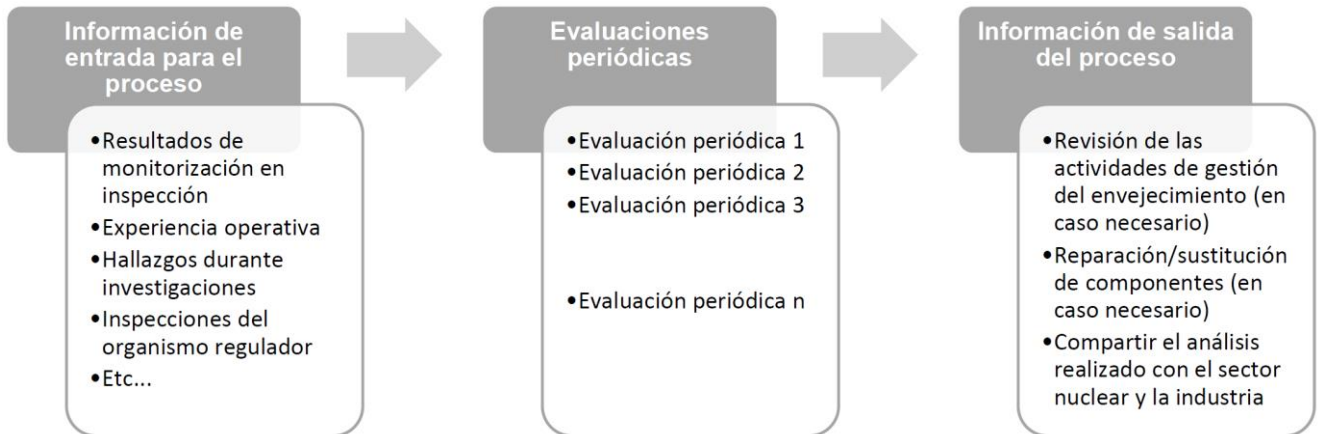 Información de
entrada para el
proceso
•Resultados de
monitorización en
inspección
•Experiencia operativa
•Hallazgos durante
investigaciones
•Inspecciones del
organismo regulador
•Etc...
Evaluaciones
periódicas
•Evaluación periódica 1
•Evaluación periódica 2
•Evaluación periódica 3
•Evaluación periódica n
Información de salida
del proceso
•Revisión de las
actividades de gestión
del envejecimiento (en
caso necesario)
•Reparación/sustitución
de componentes (en
caso necesario)
•Compartir el análisis
realizado con el sector
nuclear y la industria